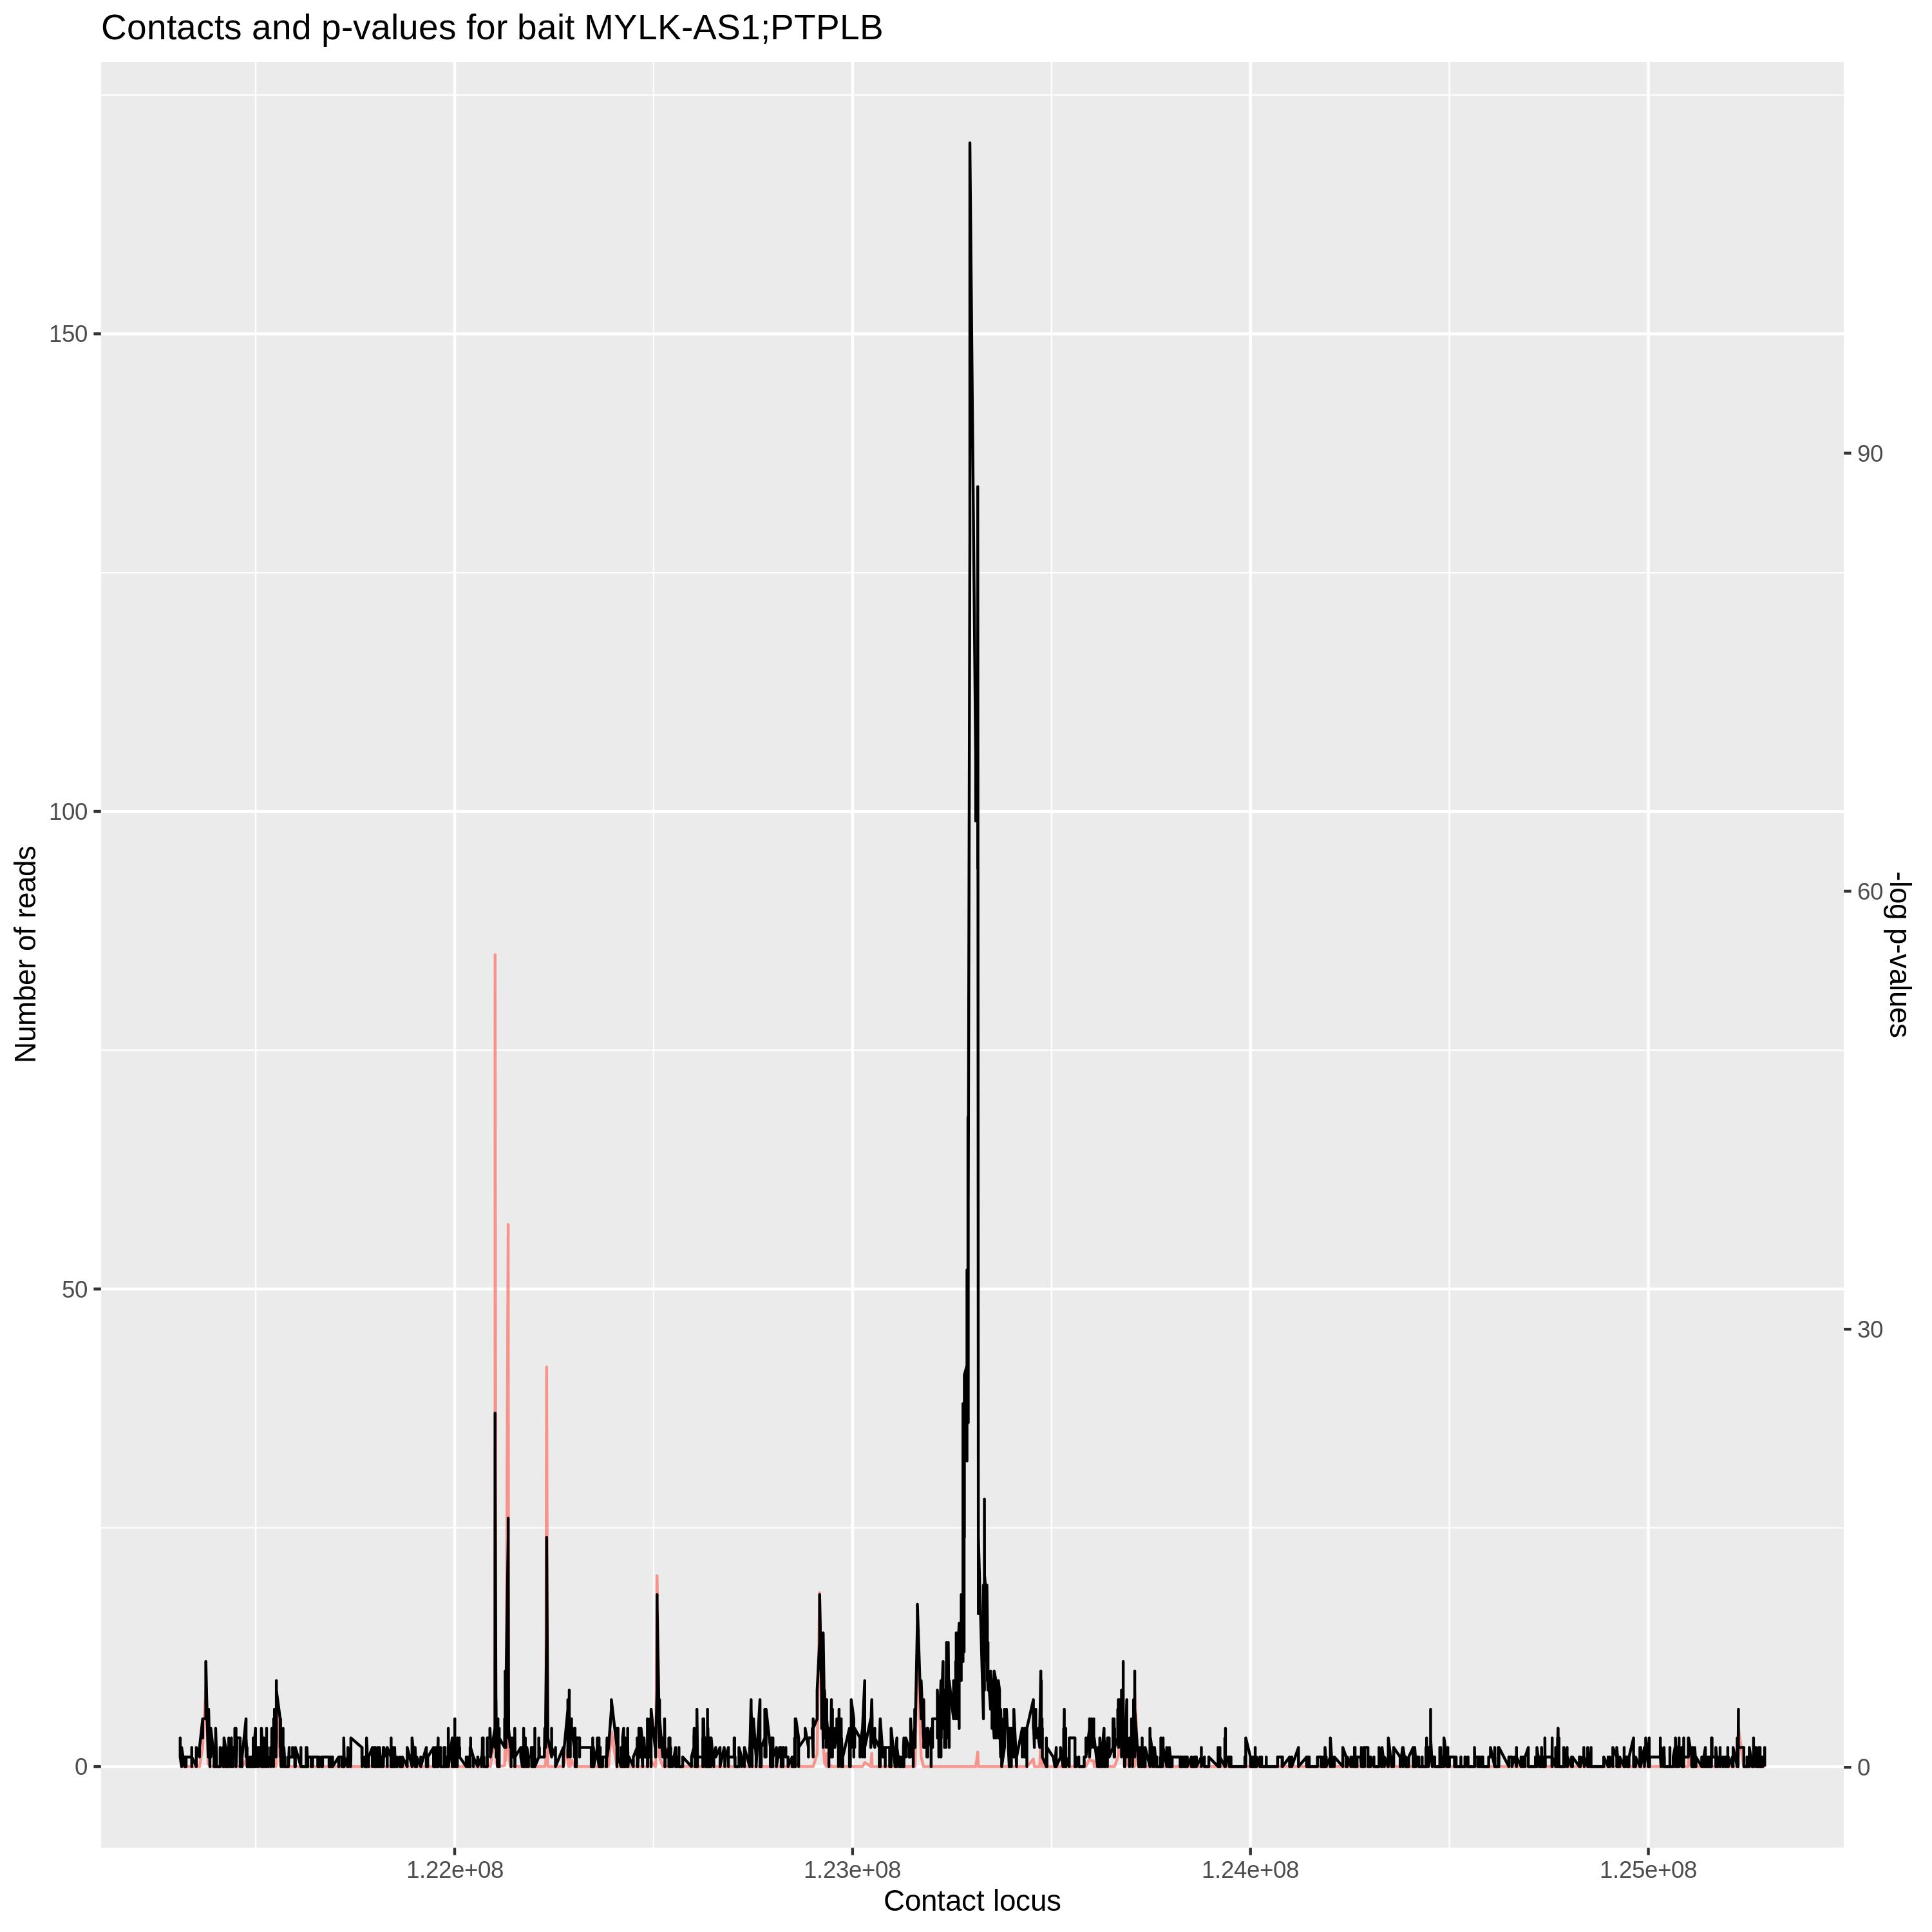 Contacts and p-values for bait MYLK-AS1;PTPLB
150
100
50
0
Number of reads
90
60
30
0
-log p-values
1.22e+08
1.23e+08
1.24e+08
1.25e+08
Contact locus